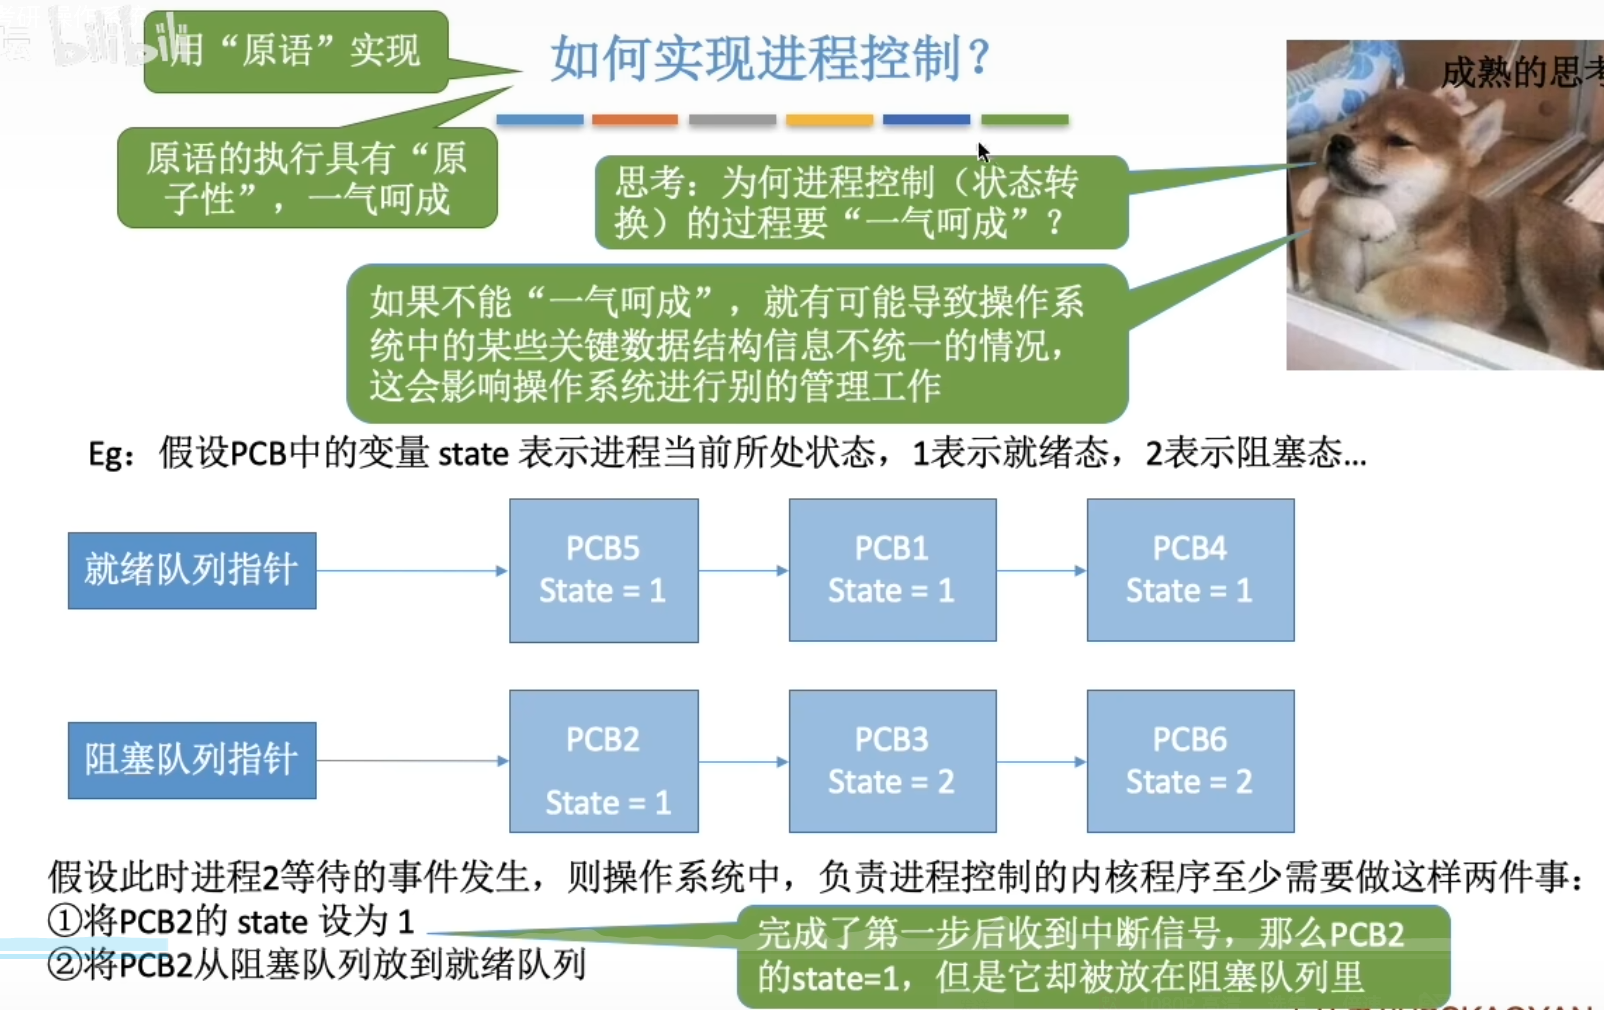 bilibili
用“原语”实现
如何实现进程控制？
成熟的思考
原语的执行具有“原
子性”，一气呵成
思考：为何进程控制（状态转
换）的过程要“一气呵成”？
如果不能“一气呵成”，就有可能导致操作系
统中的某些关键数据结构信息不统一的情况，
这会影响操作系统进行别的管理工作
Eg：假设PCB中的变量 state 表示进程当前所处状态，1表示就绪态，2表示阻塞态...
就绪队列指针
PCB5
State = 1
PCB1
State = 1
PCB4
State = 1
阻塞队列指针
PCB2
State = 1
PCB3
State = 2
PCB6
State = 2
假设此时进程2等待的事件发生，则操作系统中，负责进程控制的内核程序至少需要做这样两件事：
①将PCB2的 state 设为 1
②将PCB2从阻塞队列放到就绪队列
完成了第一步后收到中断信号，那么PCB2
的state=1，但是它却被放在阻塞队列里